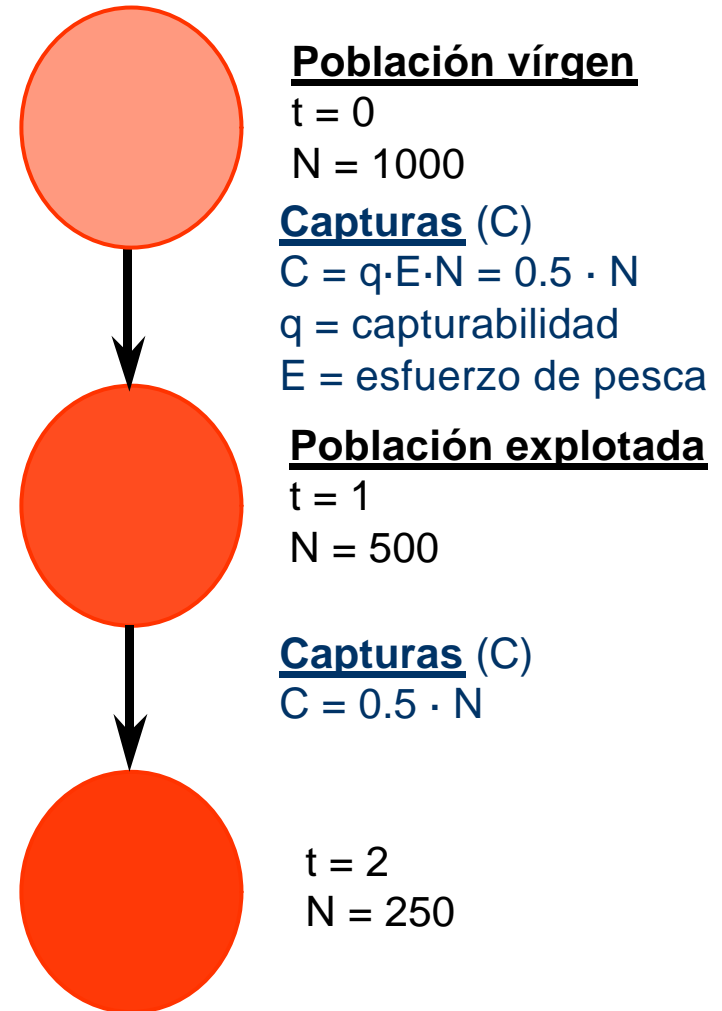 Población vírgen
t = 0
N = 1000
Capturas (C)
C = q·E·N = 0.5 · N
q = capturabilidad
E = esfuerzo de pesca
Población explotada
t = 1
N = 500
Capturas (C)
C = 0.5 · N
t = 2
N = 250